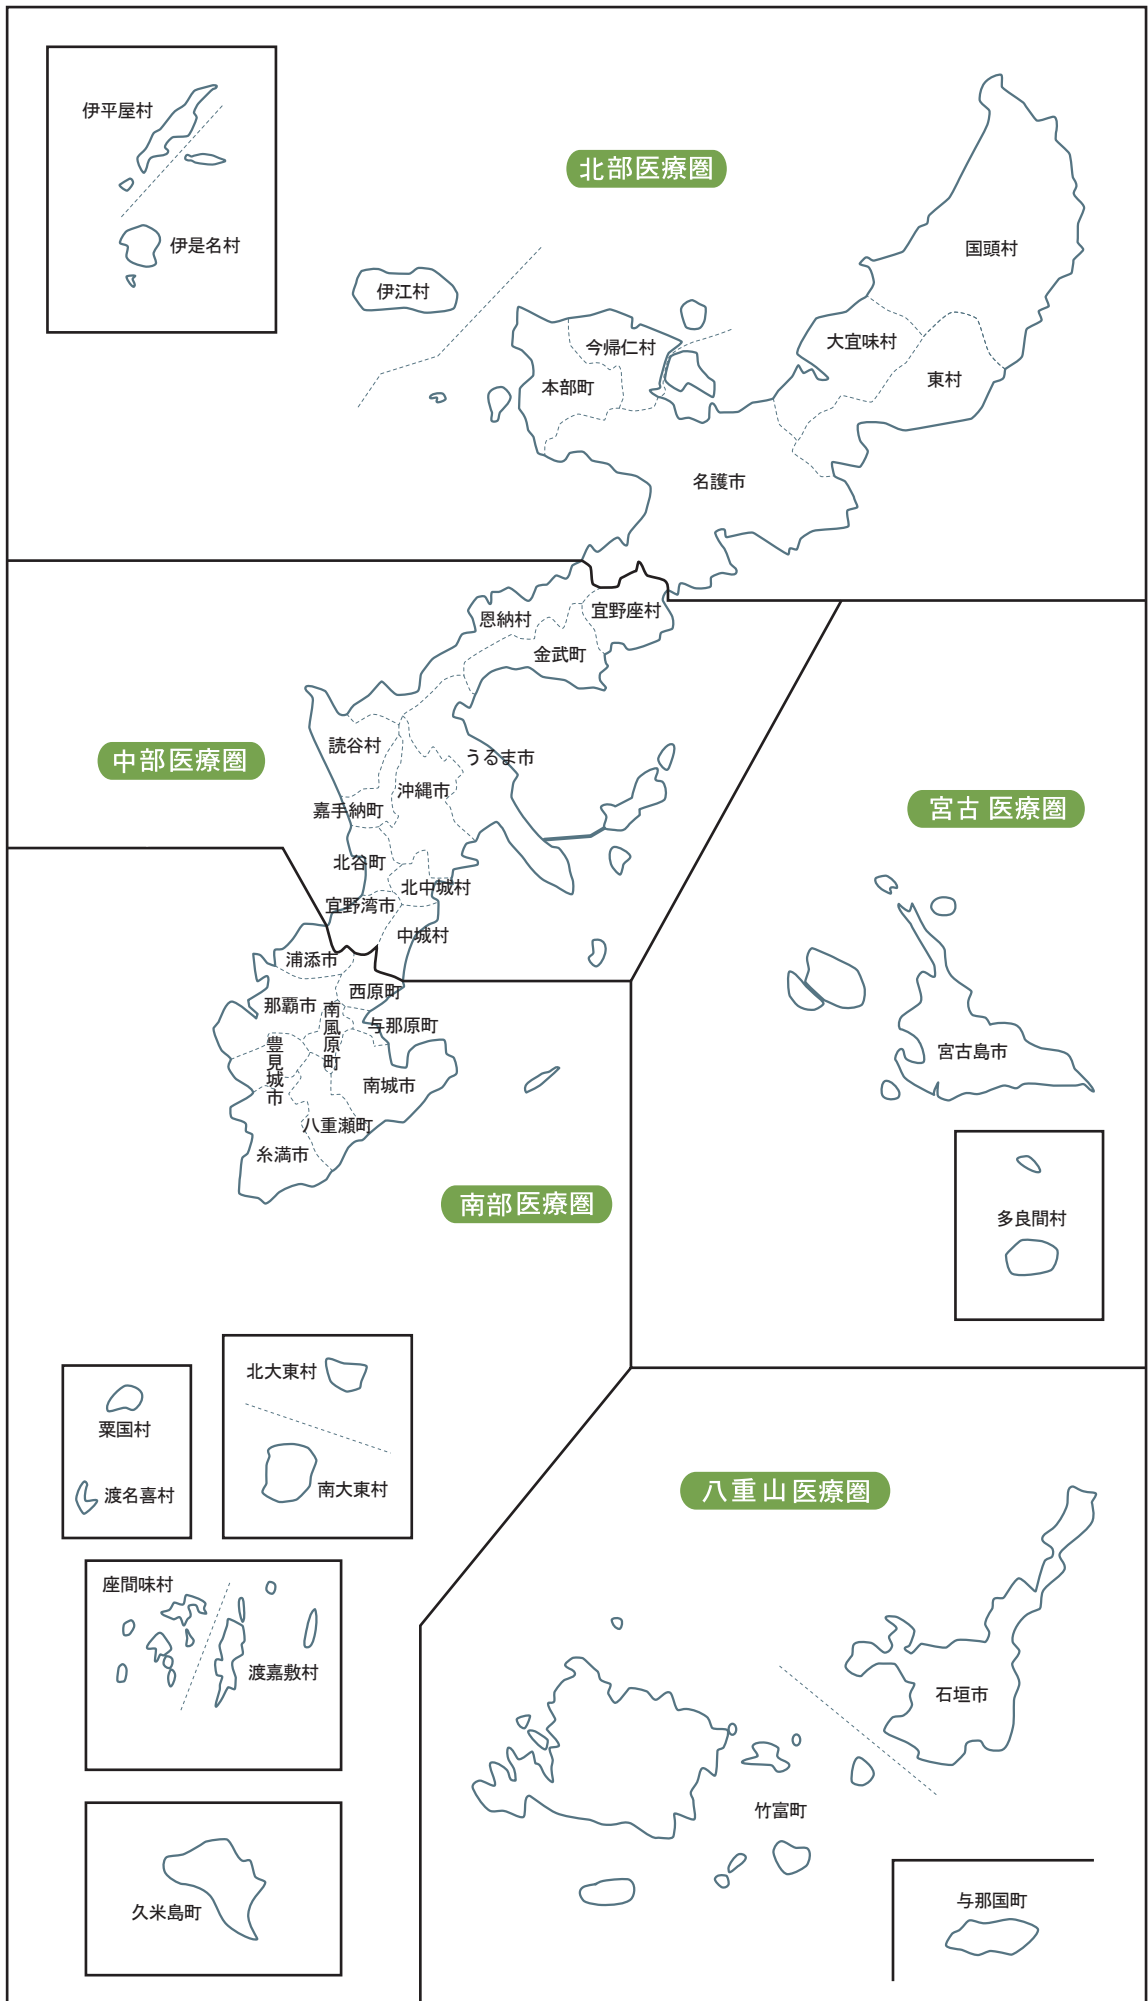 伊平屋村
伊是名村
北部医療圏
国頭村
伊江村
今帰仁村
本部町
大宜味村
東村
名護市
恩納村
宜野座村
金武町
中部医療圏
読谷村
うるま市
沖縄市
嘉手納町
北谷町
北中城村
宜野湾市
中城村
宮古医療圏
宮古島市
多良間村
浦添市
西原町
那覇市
南風原町
与那原町
豊見城市
南城市
八重瀬町
糸満市
南部医療圏
北大東村
南大東村
粟国村
渡名喜村
座間味村
渡嘉敷村
久米島町
八重山医療圏
石垣市
竹富町
与那国町